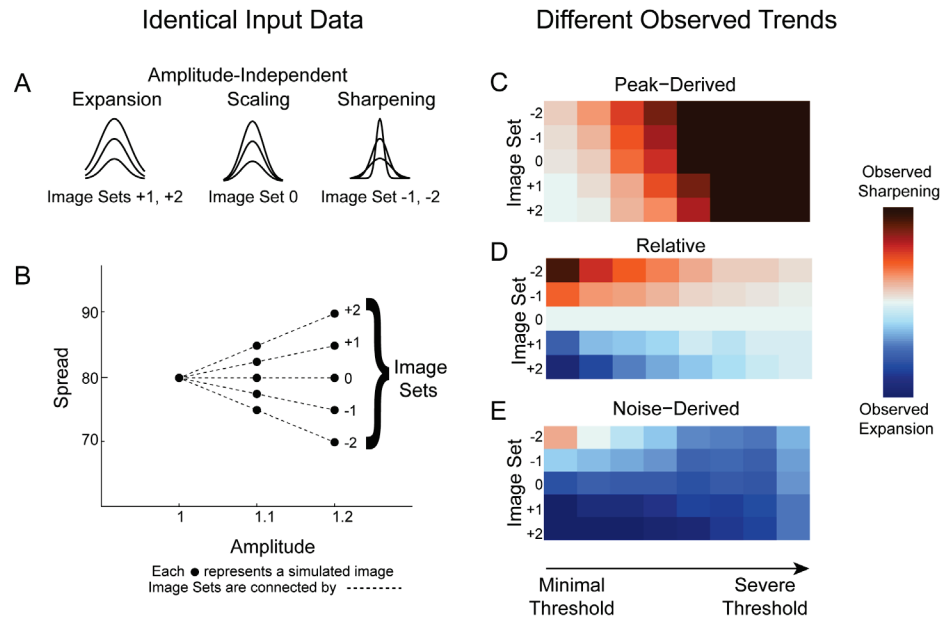 Identical Input Data
Different Observed Trends
A
Amplitude-Independent
Expansion
Scaling
Sharpening
Image Sets +1, +2
Image Set 0
Image Set -1, -2
B
Spread
90
80
70
1
1.1
1.2
Amplitude
+2
+1
0
-1
-2
Image
Sets
Each ● represents a simulated image
Image Sets are connected by ----------
C
Peak–Derived
Image Set
-2
-1
0
+1
+2
D
Relative
Image Set
-2
-1
0
+1
+2
E
Noise–Derived
Image Set
-2
-1
0
+1
+2
Minimal
Threshold
Severe
Threshold
Observed
Sharpening
Observed
Expansion